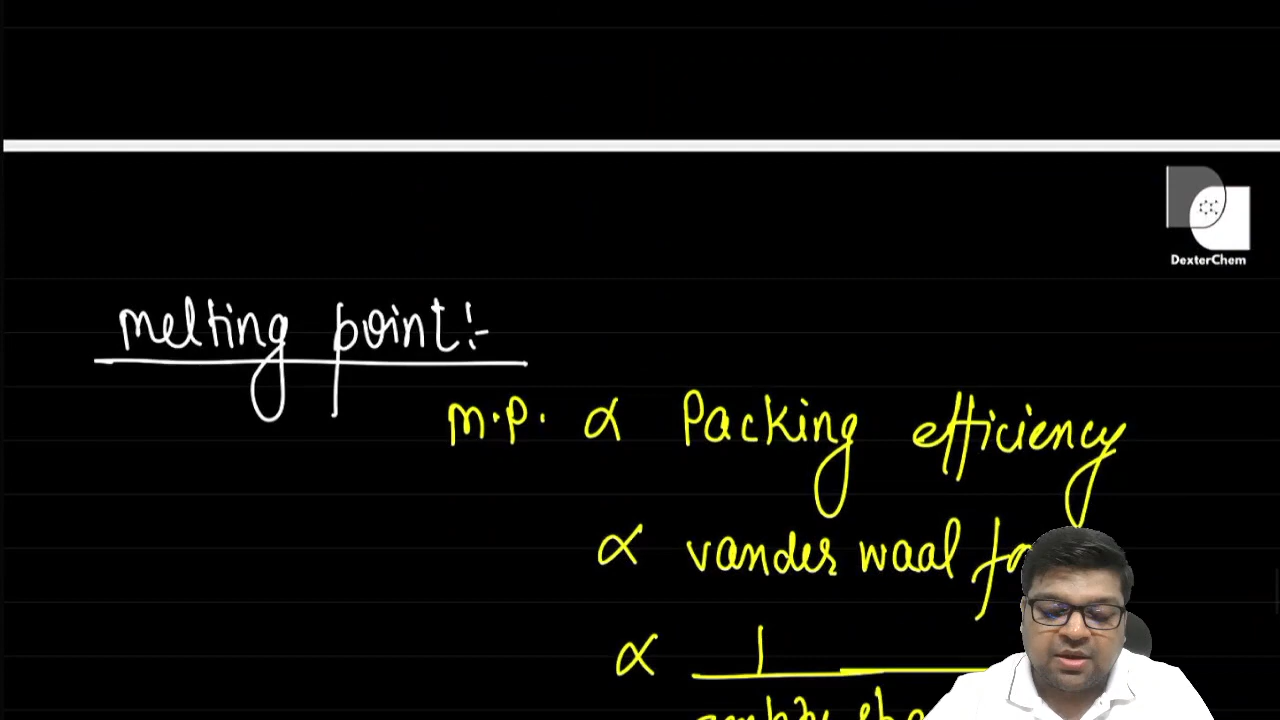 DexterChem
melting point:-
m.p. ∝ Packing efficiency
∝ vander waal
∝ 1